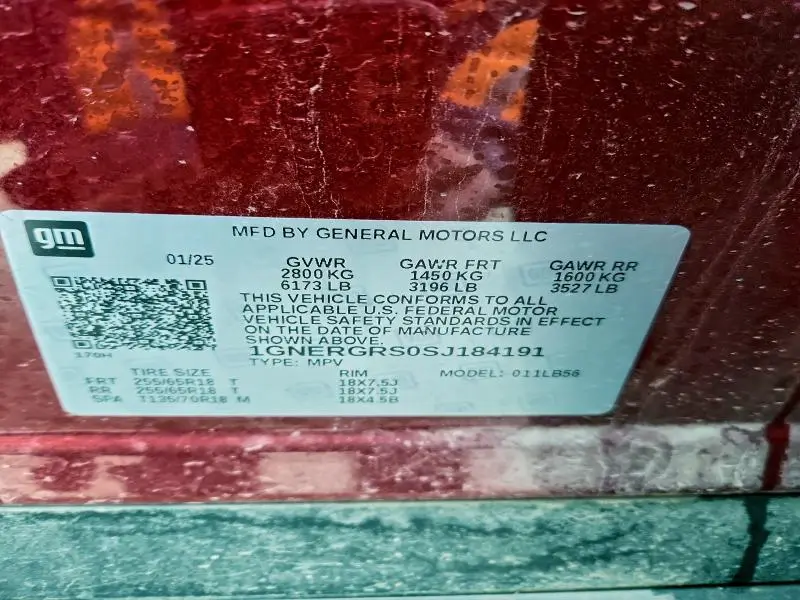 gm
MFD BY GENERAL MOTORS LLC
01/25
GVWR GAWR FRT GAWR RR
2800 KG 1450 KG 1600 KG
6173 LB 3196 LB 3527 LB
THIS VEHICLE CONFORMS TO ALL
APPLICABLE U.S. FEDERAL MOTOR
VEHICLE SAFETY STANDARDS IN EFFECT
ON THE DATE OF MANUFACTURE
SHOWN ABOVE.
170H
1GNERGRS0SJ184191
TYPE: MPV MODEL: 011LB56
TIRE SIZE RIM
FRT 255/65R18 T 18X7.5J
RR 255/65R18 T 18X7.5J
SPA T135/70R18 M 18X4.5B